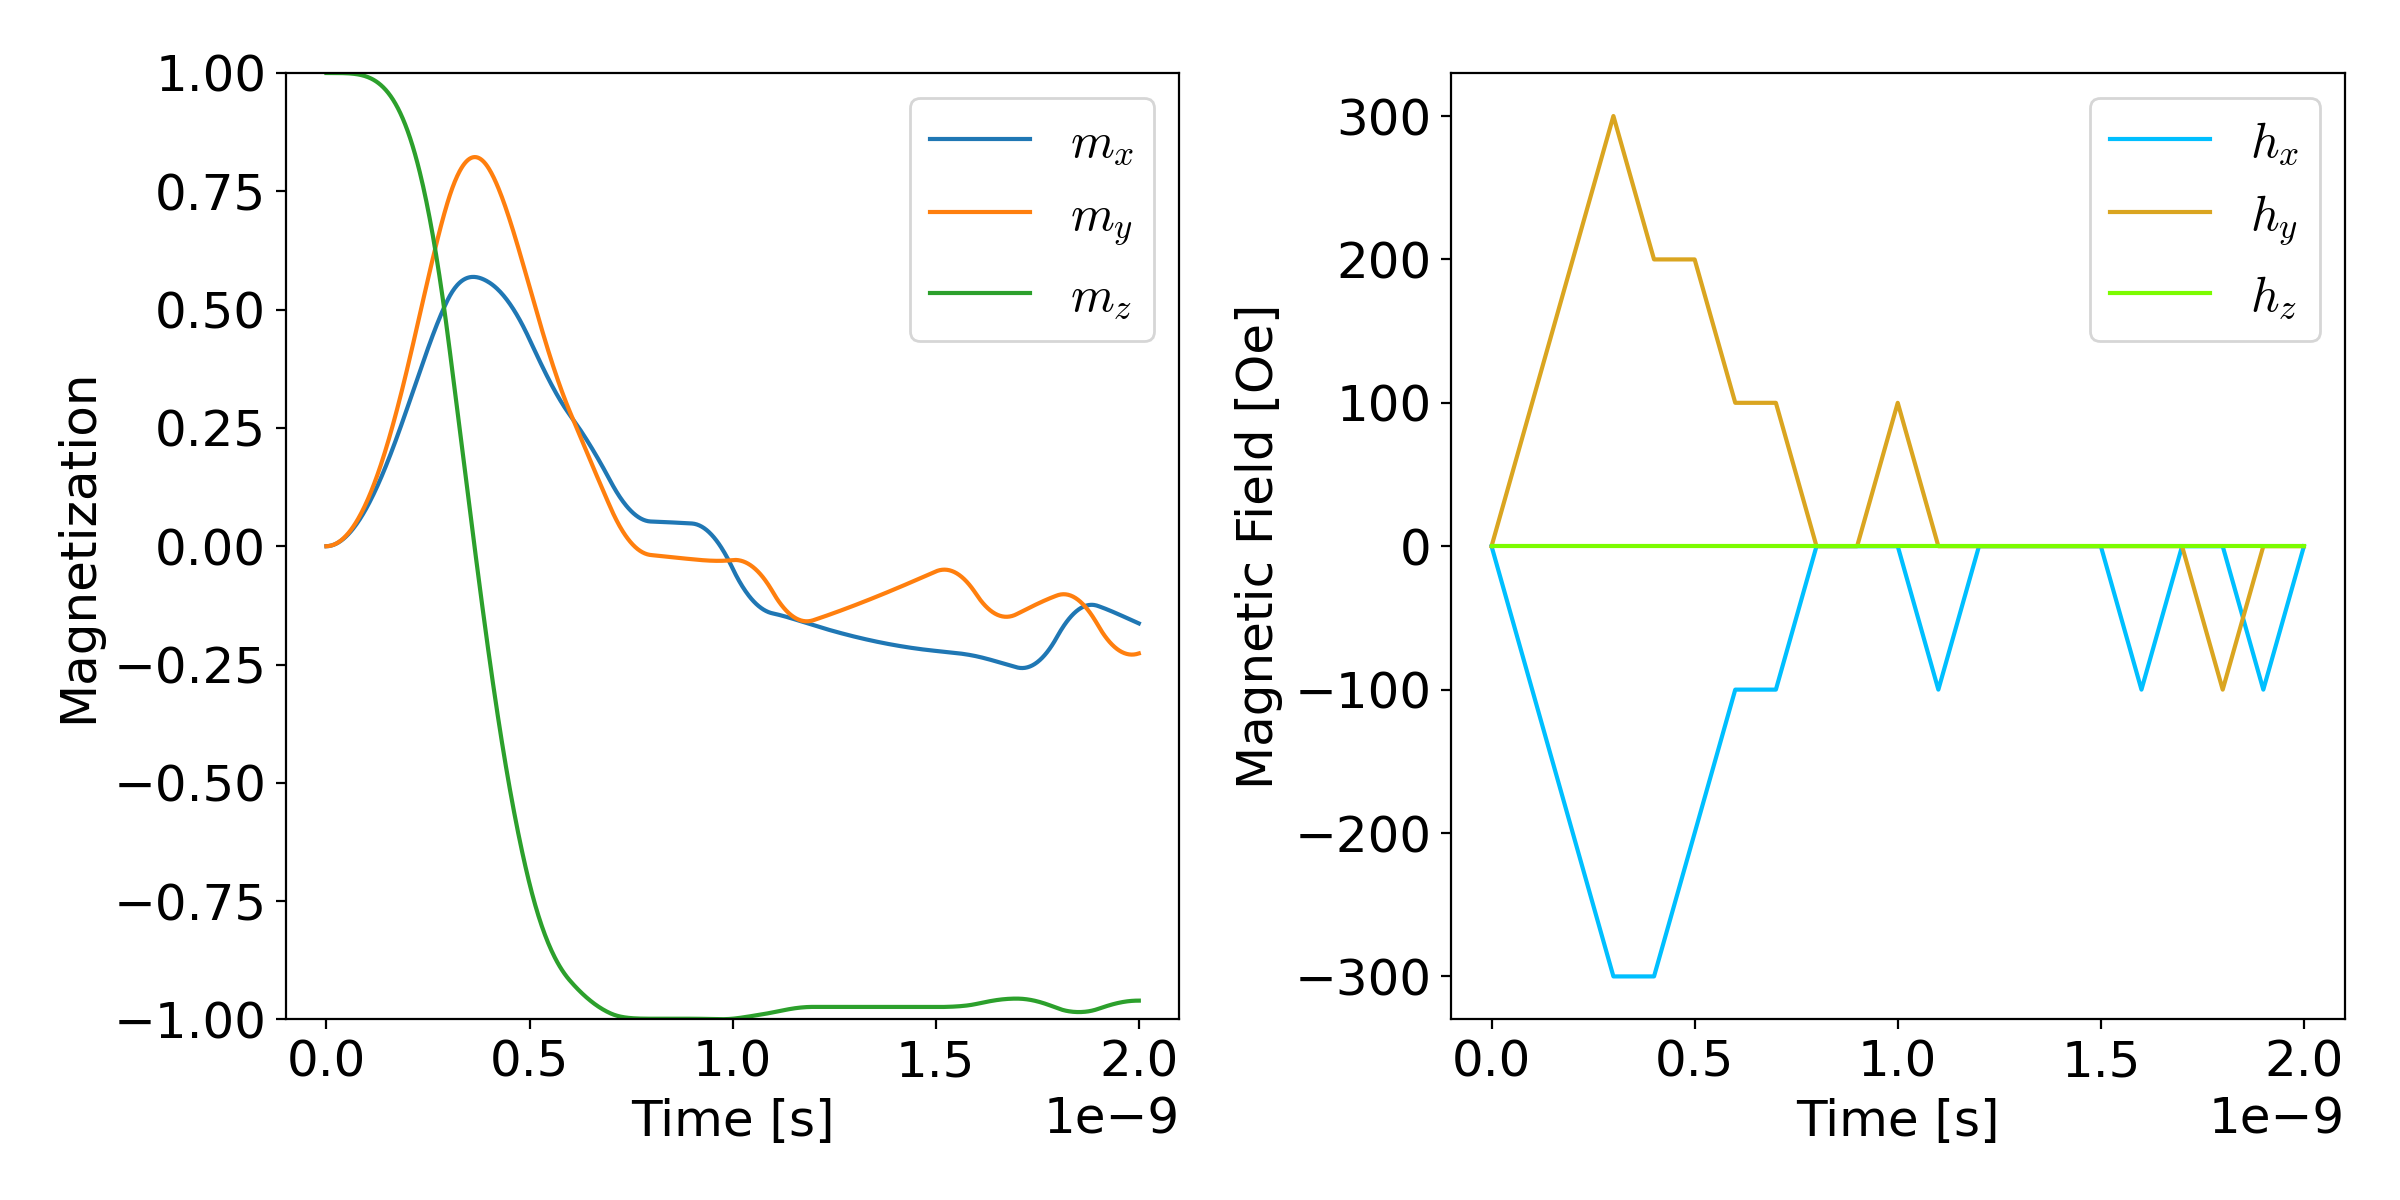 Magnetization
1.00
0.75
0.50
0.25
0.00
−0.25
−0.50
−0.75
−1.00
0.0 0.5 1.0 1.5 2.0
Time [s]
1e−9
m_x
m_y
m_z
Magnetic Field [Oe]
300
200
100
0
−100
−200
−300
0.0 0.5 1.0 1.5 2.0
Time [s]
1e−9
h_x
h_y
h_z